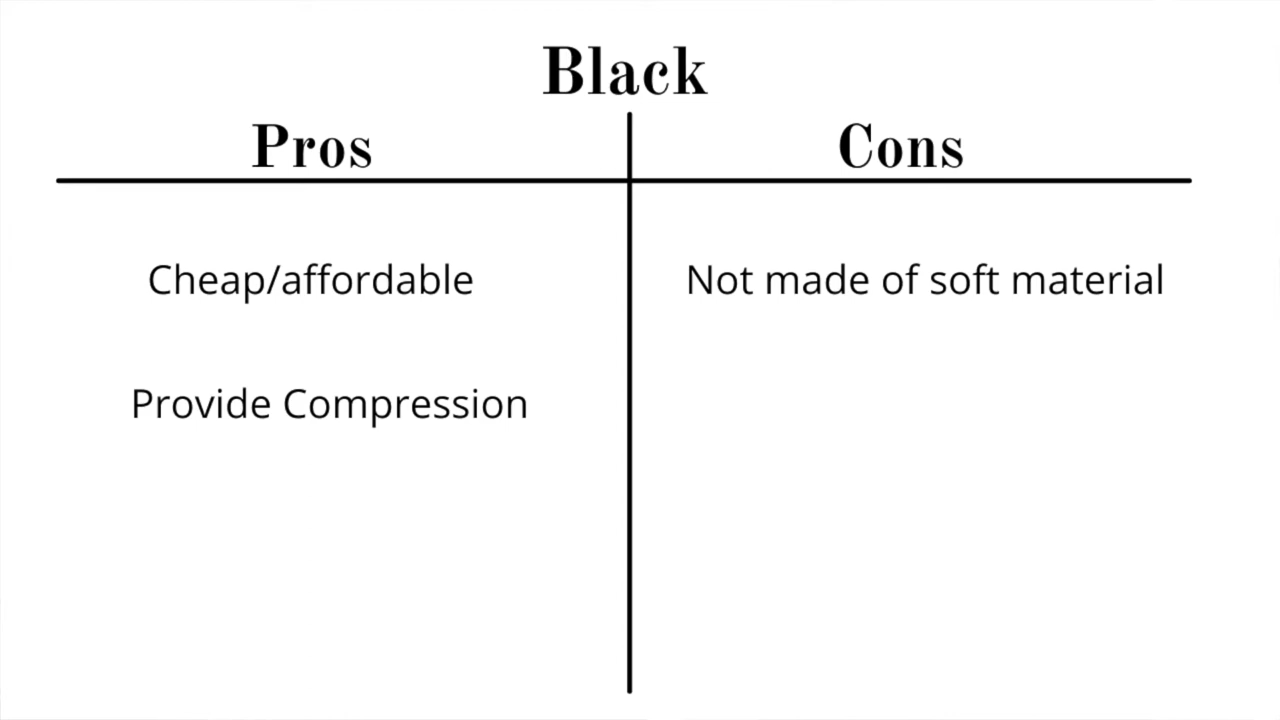 Black
Pros
Cons
Cheap/affordable
Not made of soft material
Provide Compression